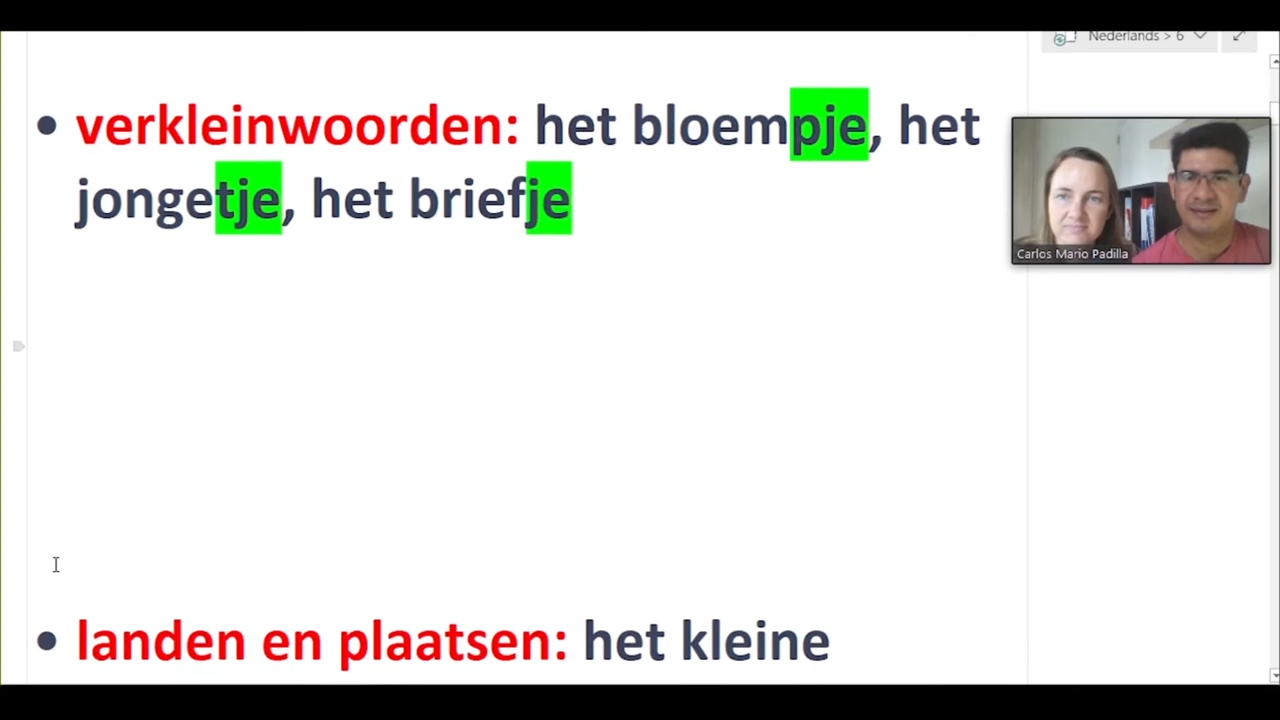 Nederlands > 6
• verkleinwoorden: het bloempje, het
jongetje, het briefje
Carlos Mario Padilla
• landen en plaatsen: het kleine